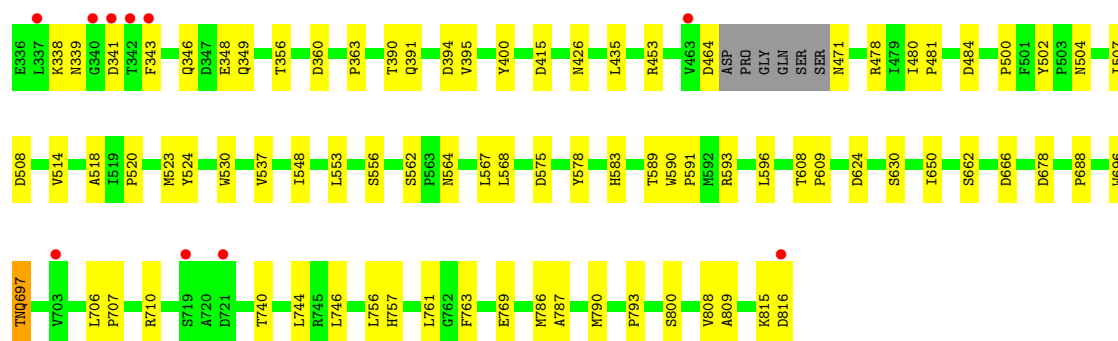 E336 L337 K338 N339 G340 D341 T342 F343 Q346 D347 E348 Q349 T356 D360 P363 T390 Q391 D394 V395 Y400 D415 N426 L435 R453 V463 D464 ASP PRO GLY GLN SER SER N471 R478 I479 I480 P481 D484 P500 F501 Y502 P503 N504
D508 V514 A518 I519 P520 M523 Y524 W530 V537 I548 L553 S556 S562 P563 N564 L567 L568 D575 Y578 H583 T589 W590 P591 M592 R593 L596 T608 P609 D624 S630 I650 S662 D666 D678 P688
TNQ697 V703 L706 P707 R710 S719 A720 D721 T740 L744 R745 L746 L756 H757 L761 G762 F763 E769 M786 A787 M790 P793 S800 V808 A809 K815 D816